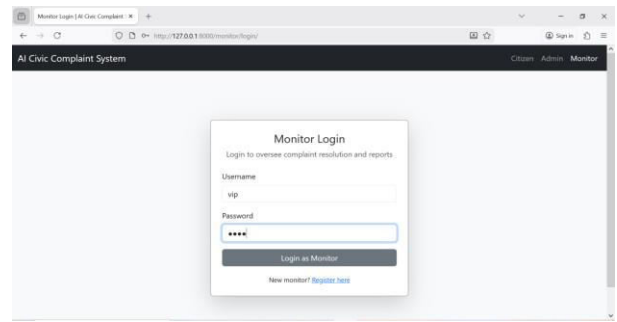 Monitor Login | AI Civic Complaint
http://127.0.0.1:8000/monitor/login/
Sign in
AI Civic Complaint System
Citizen Admin Monitor
Monitor Login
Login to oversee complaint resolution and reports
Username
vip
Password
Login as Monitor
New monitor? Register here